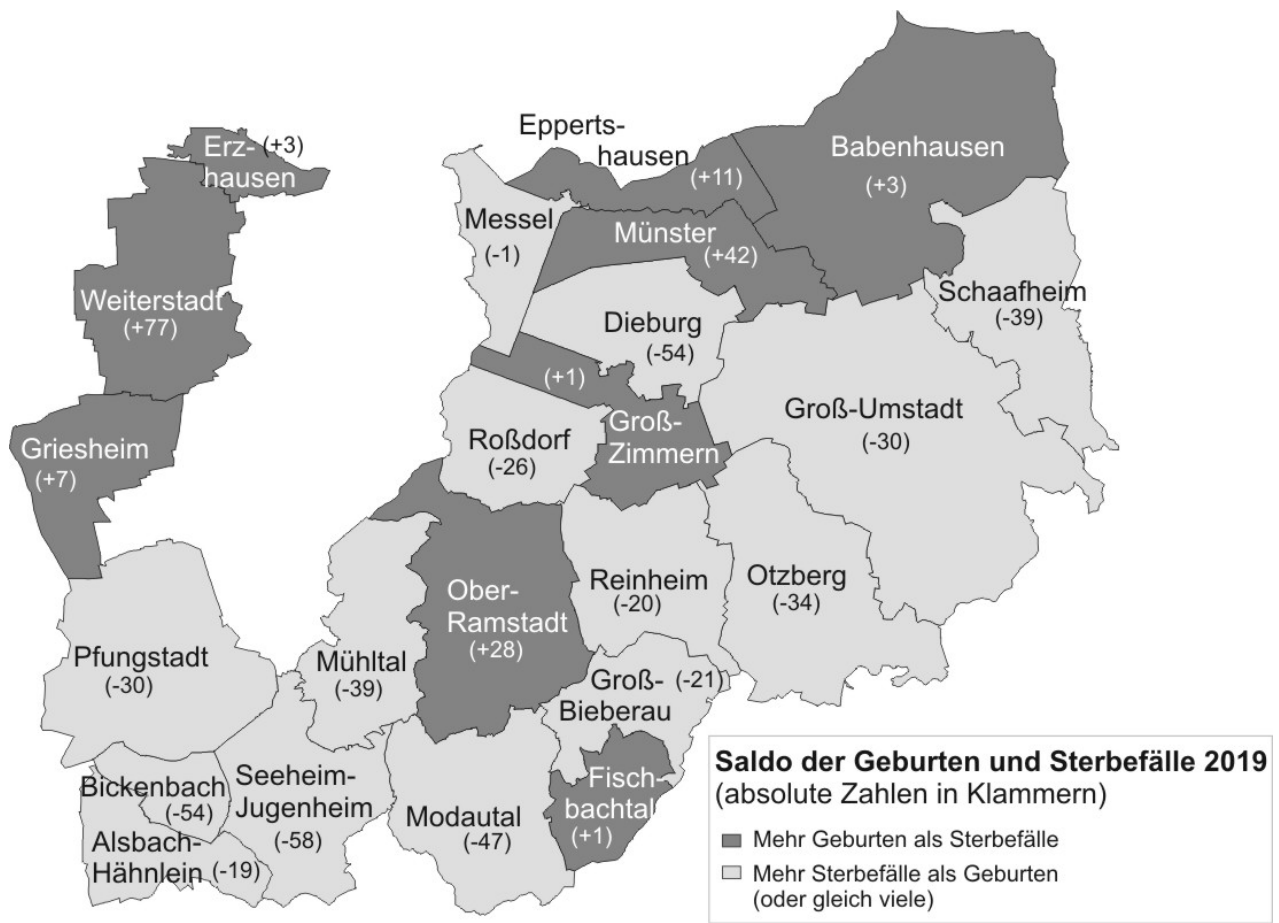 Epperts-
hausen
(+11)
Erz-
hausen
(+3)
Babenhausen
(+3)
Messel
(-1)
Münster
(+42)
Weiterstadt
(+77)
Schaafheim
(-39)
Dieburg
(-54)
(+1)
Groß-
Zimmern
Groß-Umstadt
(-30)
Griesheim
(+7)
Roßdorf
(-26)
Ober-
Ramstadt
(+28)
Reinheim
(-20)
Otzberg
(-34)
Pfungstadt
(-30)
Mühltal
(-39)
Groß-
Bieberau
(-21)
Bickenbach
(-54)
Seeheim-
Jugenheim
(-58)
Modautal
(-47)
Fisch-
bachtal
(+1)
Alsbach-
Hähnlein
(-19)
Saldo der Geburten und Sterbefälle 2019
(absolute Zahlen in Klammern)
Mehr Geburten als Sterbefälle
Mehr Sterbefälle als Geburten
(oder gleich viele)